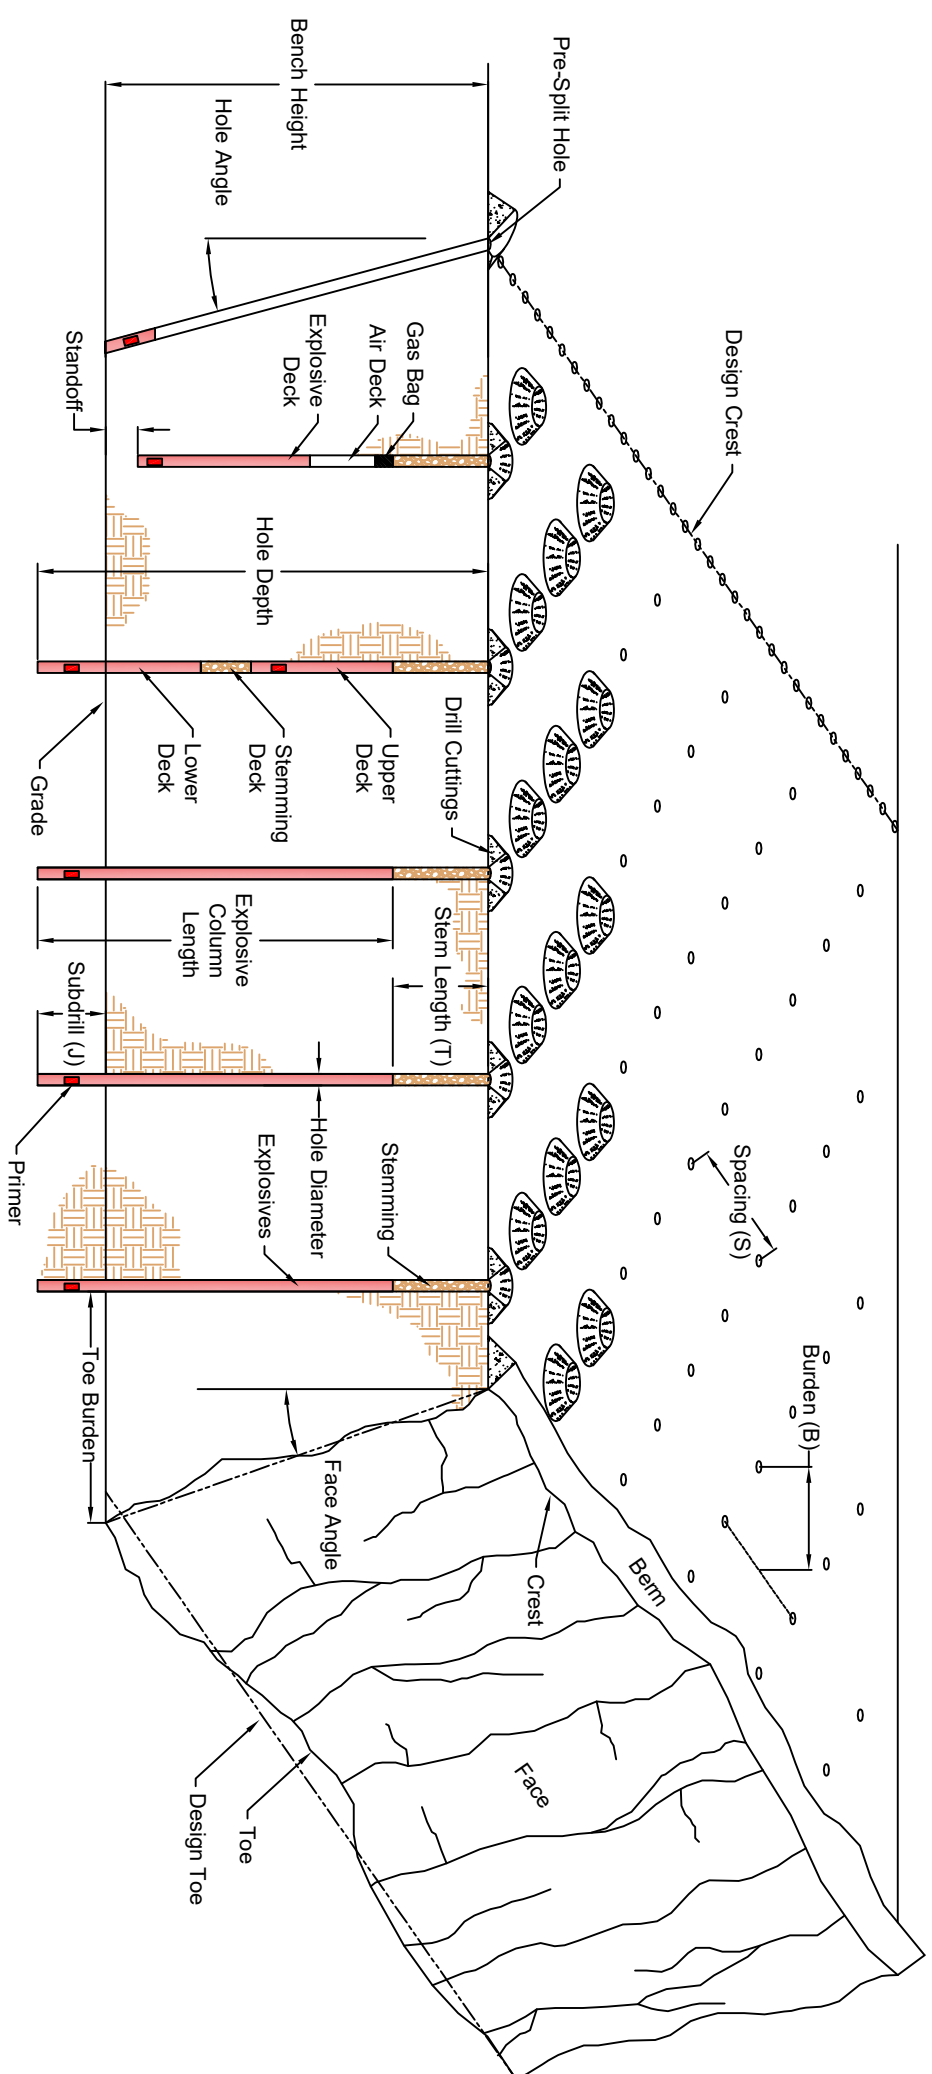 Pre-Split Hole
Design Crest
Spacing (S)
Burden (B)
Bench Height
Hole Angle
Standoff
Gas Bag
Air Deck
Explosive
Deck
Hole Depth
Drill Cuttings
Upper
Deck
Stemming
Deck
Lower
Deck
Grade
Stem Length (T)
Explosive
Column
Length
Subdrill (J)
Primer
Hole Diameter
Stemming
Explosives
Toe Burden
Face Angle
Crest
Berm
Face
Toe
Design Toe